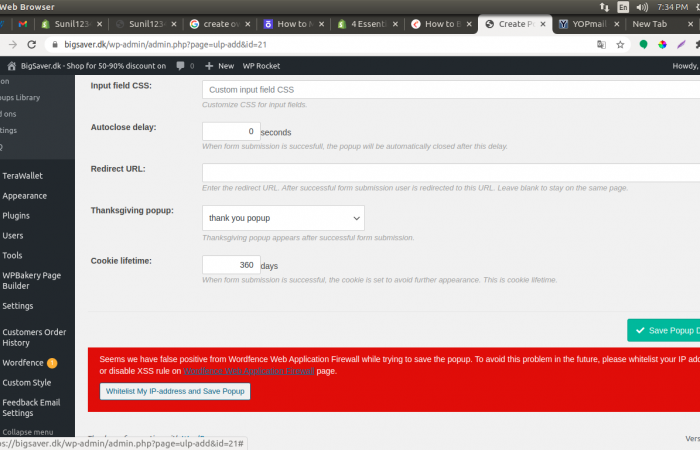 Web Browser
En
7:34 PM
Sunil123
Sunil123
create ov
How to M
4 Essenti
How to B
Create Po
YOPmail
New Tab
bigsaver.dk/wp-admin/admin.php?page=ulp-add&id=21
BigSaver.dk - Shop for 50-90% discount on
0
New
WP Rocket
Howdy,
on
oups Library
d ons
tings
Q
TeraWallet
Appearance
Plugins
Users
Tools
WPBakery Page
Builder
Settings
Customers Order
History
Wordfence 1
Custom Style
Feedback Email
Settings
Collapse menu
Input field CSS:
Custom input field CSS
Customize CSS for input fields.
Autoclose delay:
0 seconds
When form submission is succesfull, the popup will be automatically closed after this delay.
Redirect URL:
Enter the redirect URL. After successful form submission user is redirected to this URL. Leave blank to stay on the same page.
Thanksgiving popup:
thank you popup
Thanksgiving popup appears after successful form submission.
Cookie lifetime:
360 days
When form submission is successful, the cookie is set to avoid further appearance. This is cookie lifetime.
Save Popup D
Seems we have false positive from Wordfence Web Application Firewall while trying to save the popup. To avoid this problem in the future, please whitelist your IP add
or disable XSS rule on Wordfence Web Application Firewall page.
Whitelist My IP-address and Save Popup
Vers
ps://bigsaver.dk/wp-admin/admin.php?page=ulp-add&id=21#